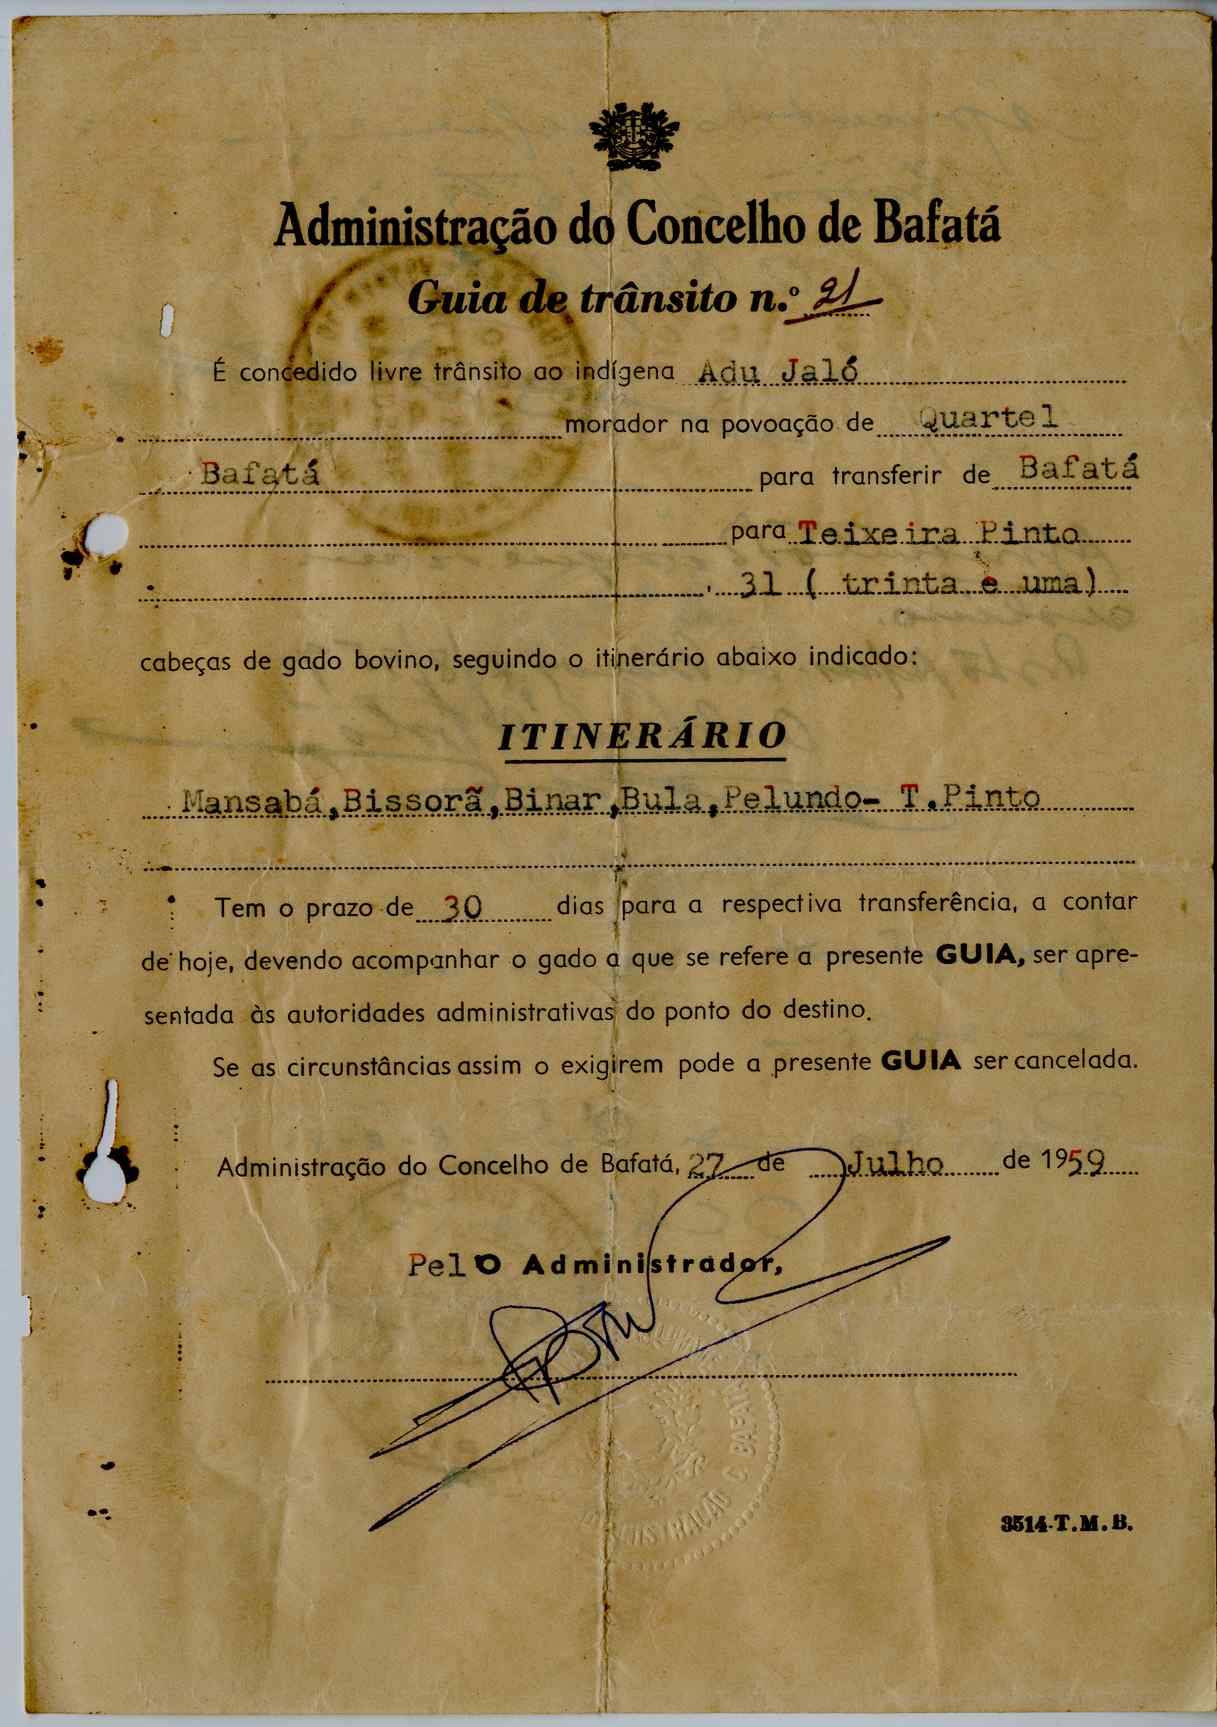 Administração do Concelho de Bafatá
Guia de trânsito n.º 21
É concedido livre trânsito ao indígena Adu Jaló
morador na povoação de Quartel
Bafatá para transferir de Bafatá
para Teixeira Pinto
31 ( trinta e uma)
cabeças de gado bovino, seguindo o itinerário abaixo indicado:
ITINERÁRIO
Mansabá,Bissorã,Binar,Bula,Pelundo- T.Pinto
Tem o prazo de 30 dias para a respectiva transferência, a contar
de hoje, devendo acompanhar o gado a que se refere a presente GUIA, ser apre-
sentada às autoridades administrativas do ponto do destino.
Se as circunstâncias assim o exigirem pode a presente GUIA ser cancelada.
Administração do Concelho de Bafatá, 27 de Julho de 1959
Pelo Administrador,
3514-T.M.B.